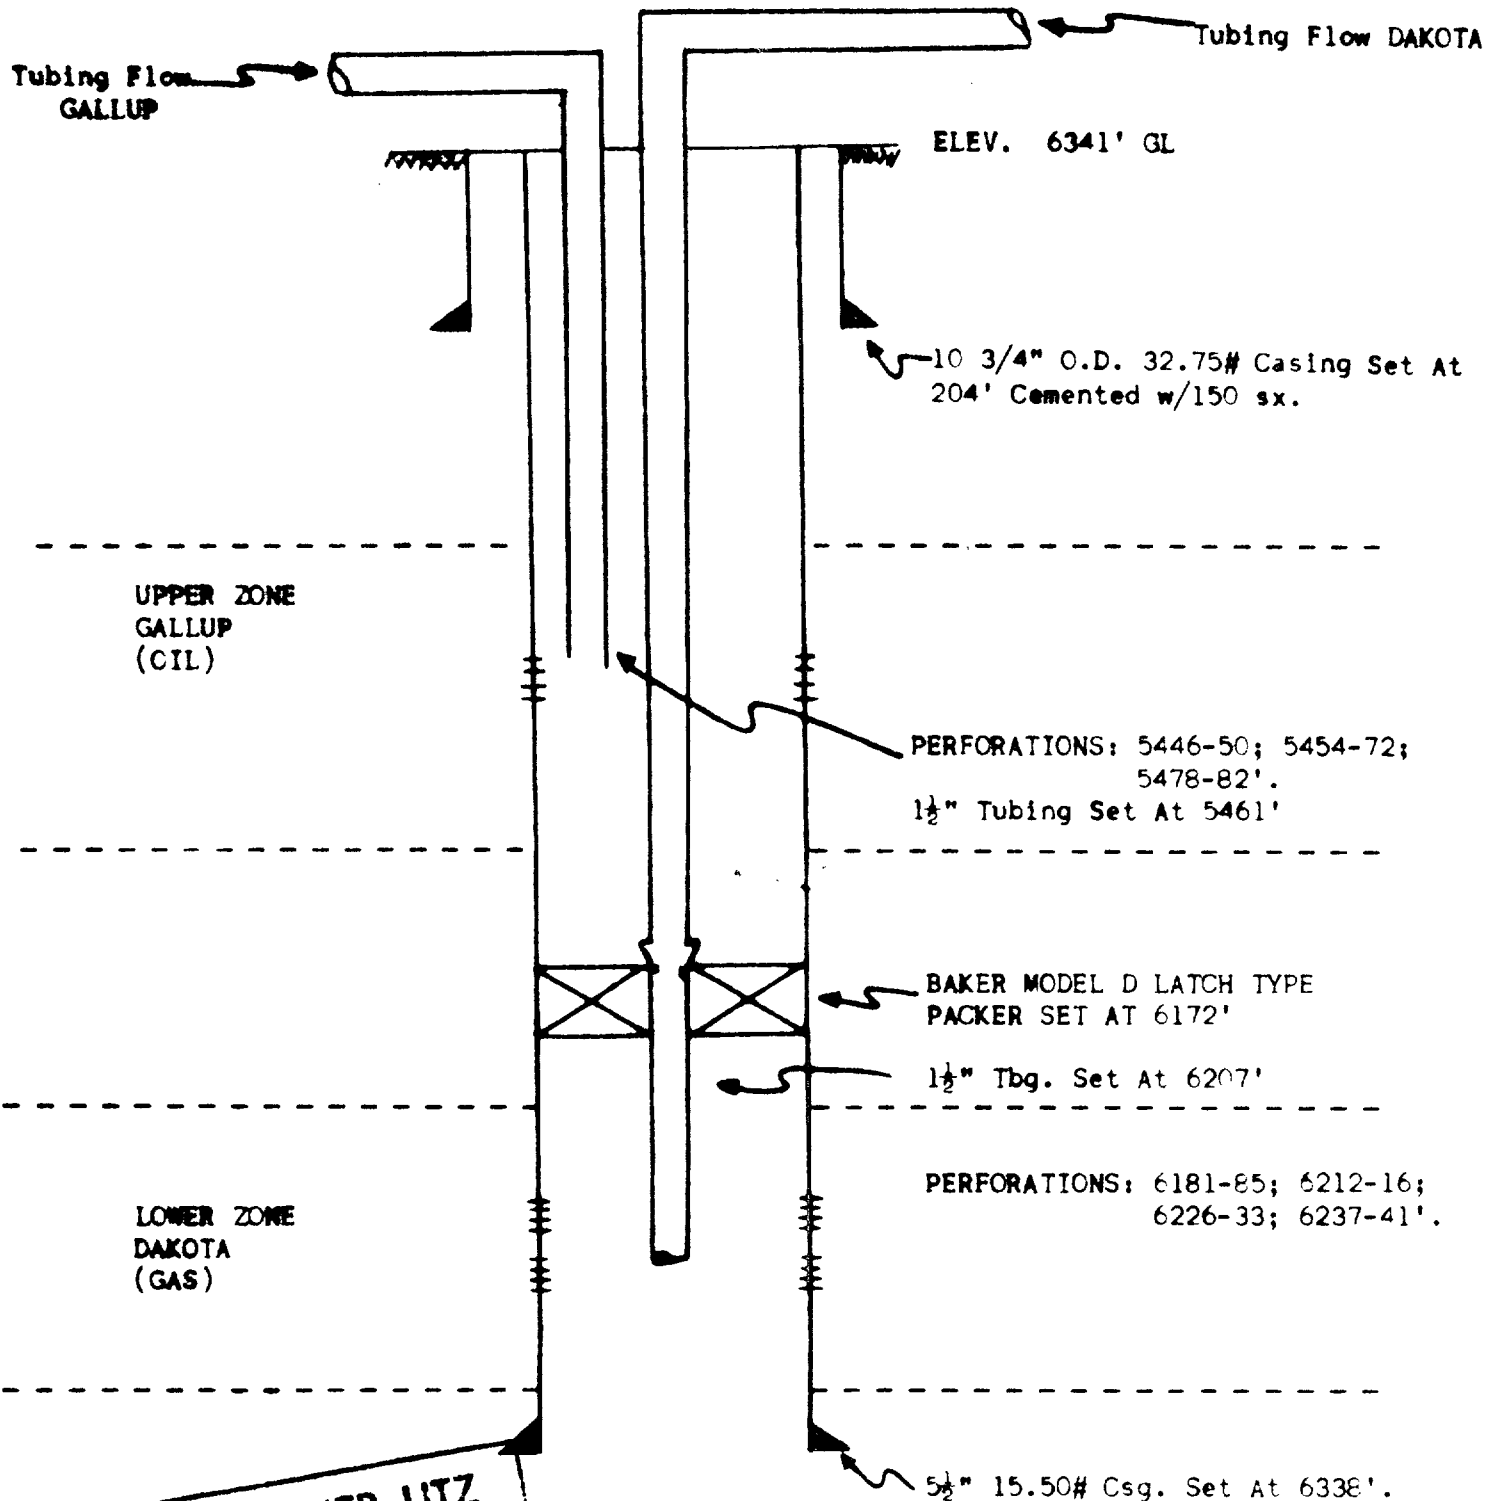 Tubing Flow DAKOTA
Tubing Flow
GALLUP
ELEV. 6341' GL
10 3/4" O.D. 32.75# Casing Set At
204' Cemented w/150 sx.
UPPER ZONE
GALLUP
(OIL)
PERFORATIONS: 5446-50; 5454-72;
5478-82'.
1½" Tubing Set At 5461'
BAKER MODEL D LATCH TYPE
PACKER SET AT 6172'
1½" Tbg. Set At 6207'
PERFORATIONS: 6181-85; 6212-16;
6226-33; 6237-41'.
LOWER ZONE
DAKOTA
(GAS)
UTZ
5½" 15.50# Csg. Set At 6338'.